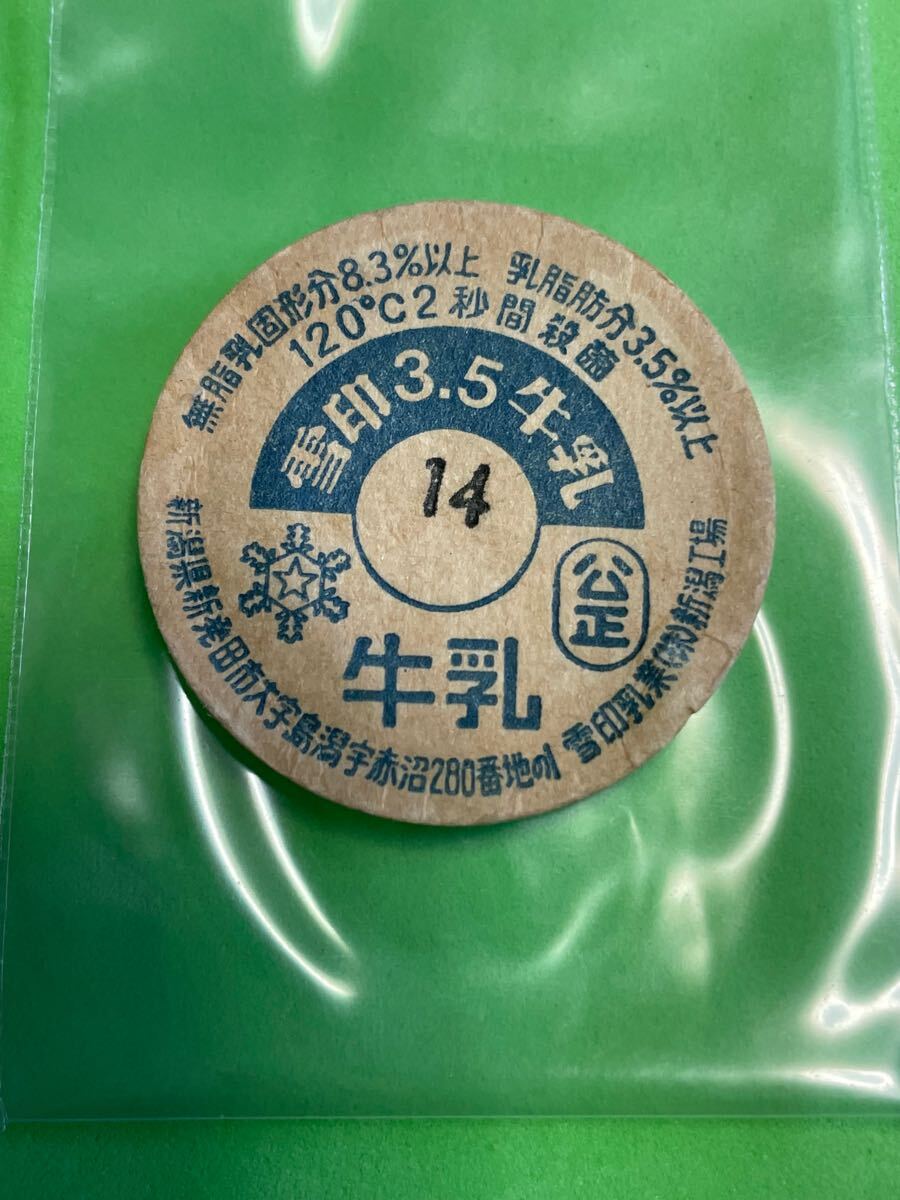 無脂乳固形分8.3%以上 乳脂肪分3.5%以上
120°C2秒間殺菌
雪印3.5牛乳
14
公正
牛乳
新潟県新発田市大字島潟字赤沼280番地の1 雪印乳業(株)新潟工場